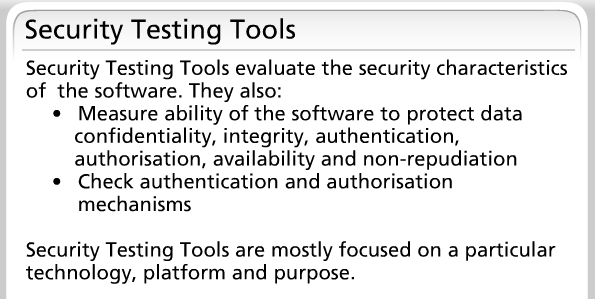 Security Testing Tools
Security Testing Tools evaluate the security characteristics
of the software. They also:
• Measure ability of the software to protect data
confidentiality, integrity, authentication,
authorisation, availability and non-repudiation
• Check authentication and authorisation
mechanisms
Security Testing Tools are mostly focused on a particular
technology, platform and purpose.